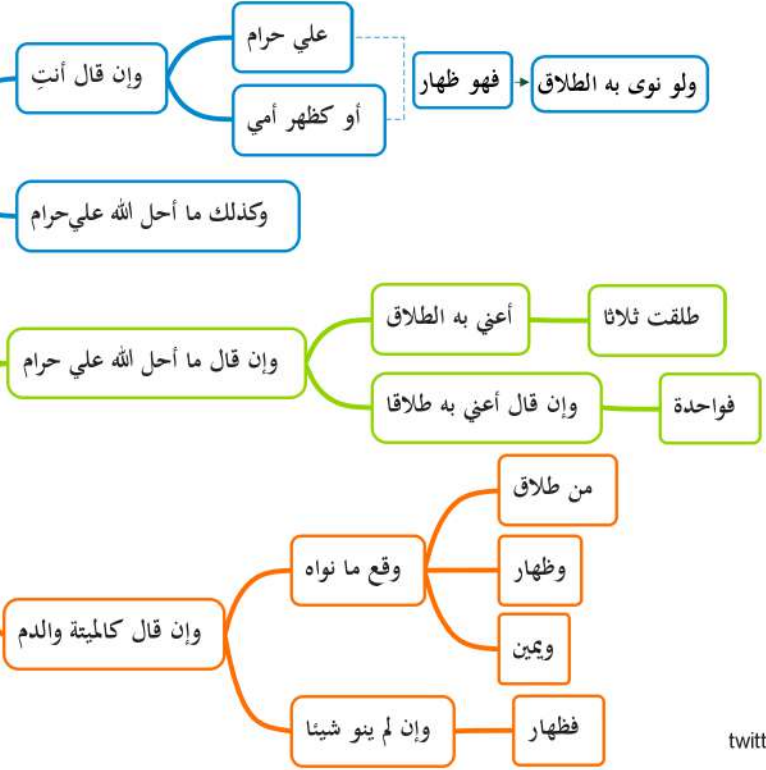 وإن قال أنتِ
علي حرام
أو كظهر أمي
فهو ظهار
ولو نوى به الطلاق
وكذلك ما أحل الله علي حرام
وإن قال ما أحل الله علي حرام
أعني به الطلاق
طلقت ثلاثا
وإن قال أعني به طلاقا
فواحدة
وإن قال كالميتة والدم
وقع ما نواه
من طلاق
وظهار
ويمين
وإن لم ينو شيئا
فظهار
twitt